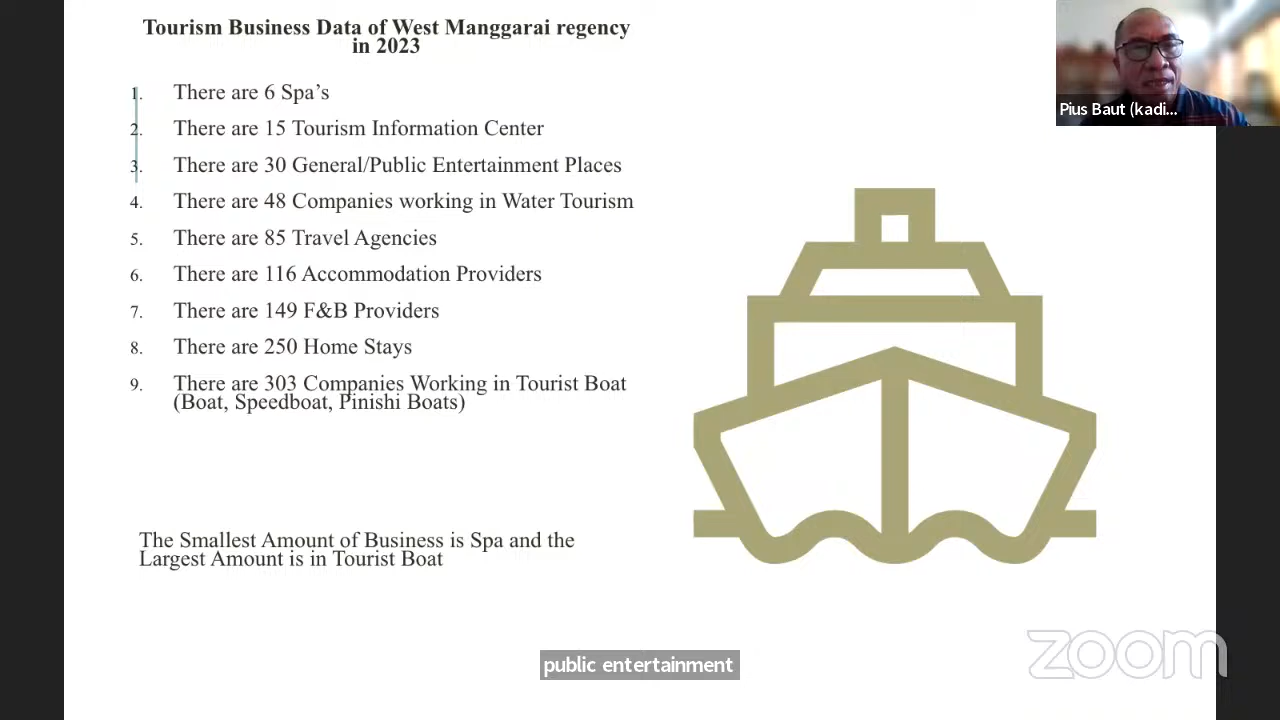 Tourism Business Data of West Manggarai regency
in 2023
1. There are 6 Spa’s
2. There are 15 Tourism Information Center
3. There are 30 General/Public Entertainment Places
4. There are 48 Companies working in Water Tourism
5. There are 85 Travel Agencies
6. There are 116 Accommodation Providers
7. There are 149 F&B Providers
8. There are 250 Home Stays
9. There are 303 Companies Working in Tourist Boat
(Boat, Speedboat, Pinishi Boats)
The Smallest Amount of Business is Spa and the
Largest Amount is in Tourist Boat
Pius Baut (kadi...
public entertainment
zoom